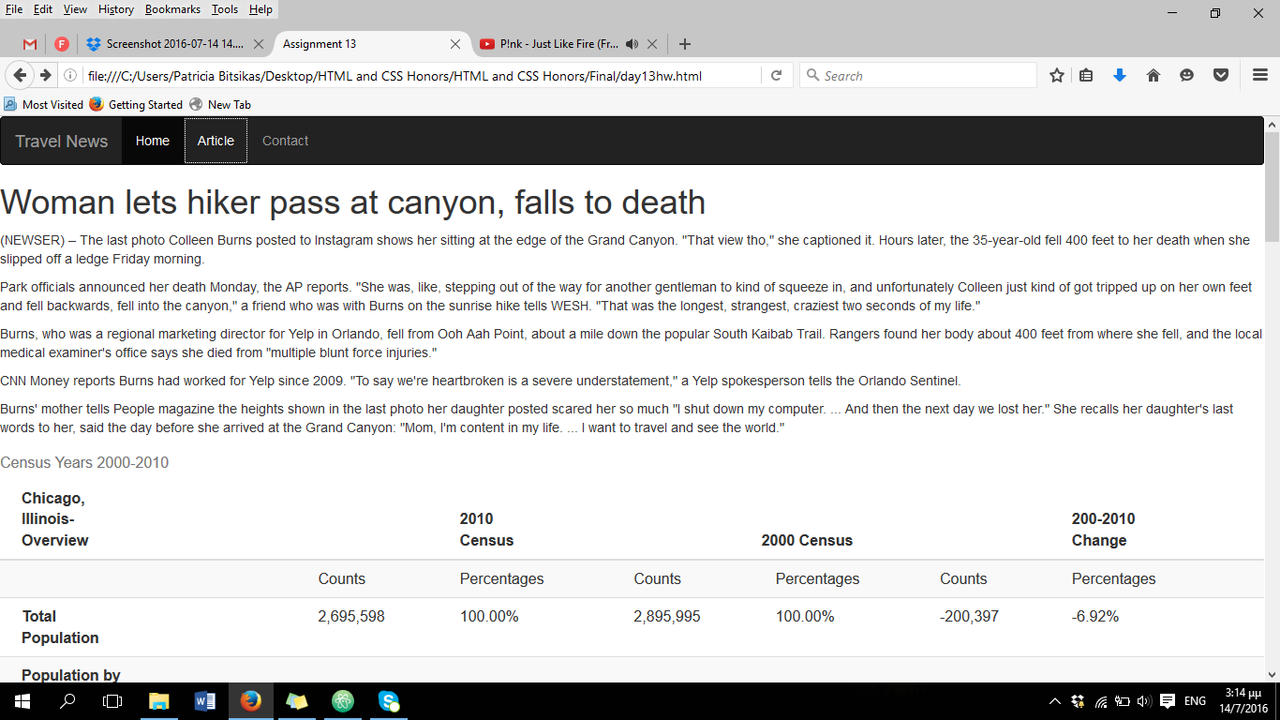 File Edit View History Bookmarks Tools Help
Screenshot 2016-07-14 14.... Assignment 13 P!nk - Just Like Fire (Fr...
file:///C:/Users/Patricia Bitsikas/Desktop/HTML and CSS Honors/HTML and CSS Honors/Final/day13hw.html Search
Most Visited Getting Started New Tab
Travel News Home Article Contact
Woman lets hiker pass at canyon, falls to death
(NEWSER) – The last photo Colleen Burns posted to Instagram shows her sitting at the edge of the Grand Canyon. "That view tho," she captioned it. Hours later, the 35-year-old fell 400 feet to her death when she
slipped off a ledge Friday morning.
Park officials announced her death Monday, the AP reports. "She was, like, stepping out of the way for another gentleman to kind of squeeze in, and unfortunately Colleen just kind of got tripped up on her own feet
and fell backwards, fell into the canyon," a friend who was with Burns on the sunrise hike tells WESH. "That was the longest, strangest, craziest two seconds of my life."
Burns, who was a regional marketing director for Yelp in Orlando, fell from Ooh Aah Point, about a mile down the popular South Kaibab Trail. Rangers found her body about 400 feet from where she fell, and the local
medical examiner's office says she died from "multiple blunt force injuries."
CNN Money reports Burns had worked for Yelp since 2009. "To say we're heartbroken is a severe understatement," a Yelp spokesperson tells the Orlando Sentinel.
Burns' mother tells People magazine the heights shown in the last photo her daughter posted scared her so much "I shut down my computer. ... And then the next day we lost her." She recalls her daughter's last
words to her, said the day before she arrived at the Grand Canyon: "Mom, I'm content in my life. ... I want to travel and see the world."
Census Years 2000-2010
Chicago,
Illinois- 2010 200-2010
Overview Census 2000 Census Change
Counts Percentages Counts Percentages Counts Percentages
Total 2,695,598 100.00% 2,895,995 100.00% -200,397 -6.92%
Population
Population by
ENG 3:14 μμ
14/7/2016